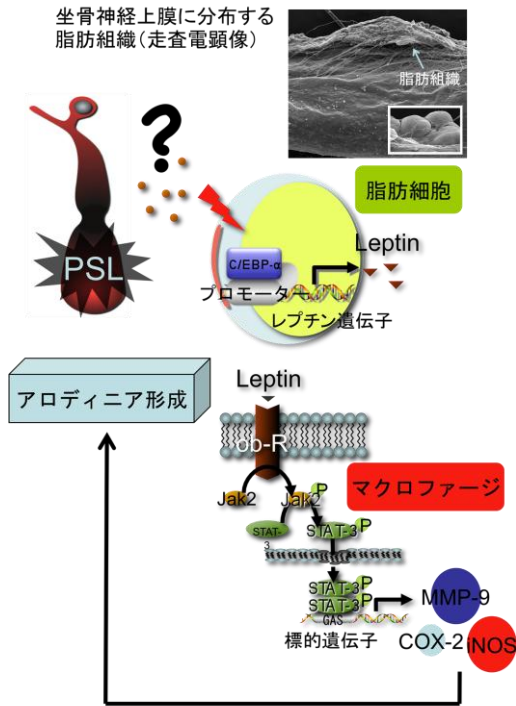 坐骨神経上膜に分布する
脂肪組織(走査電顕像)
脂肪組織
?
脂肪細胞
PSL
Leptin
C/EBP-α
プロモーター
レプチン遺伝子
アロディニア形成
Leptin
ob-R
Jak2
Jak2
P
マクロファージ
STAT-
3
STAT-3
P
STAT-3
P
STAT-3
P
GAS
標的遺伝子
MMP-9
COX-2
iNOS